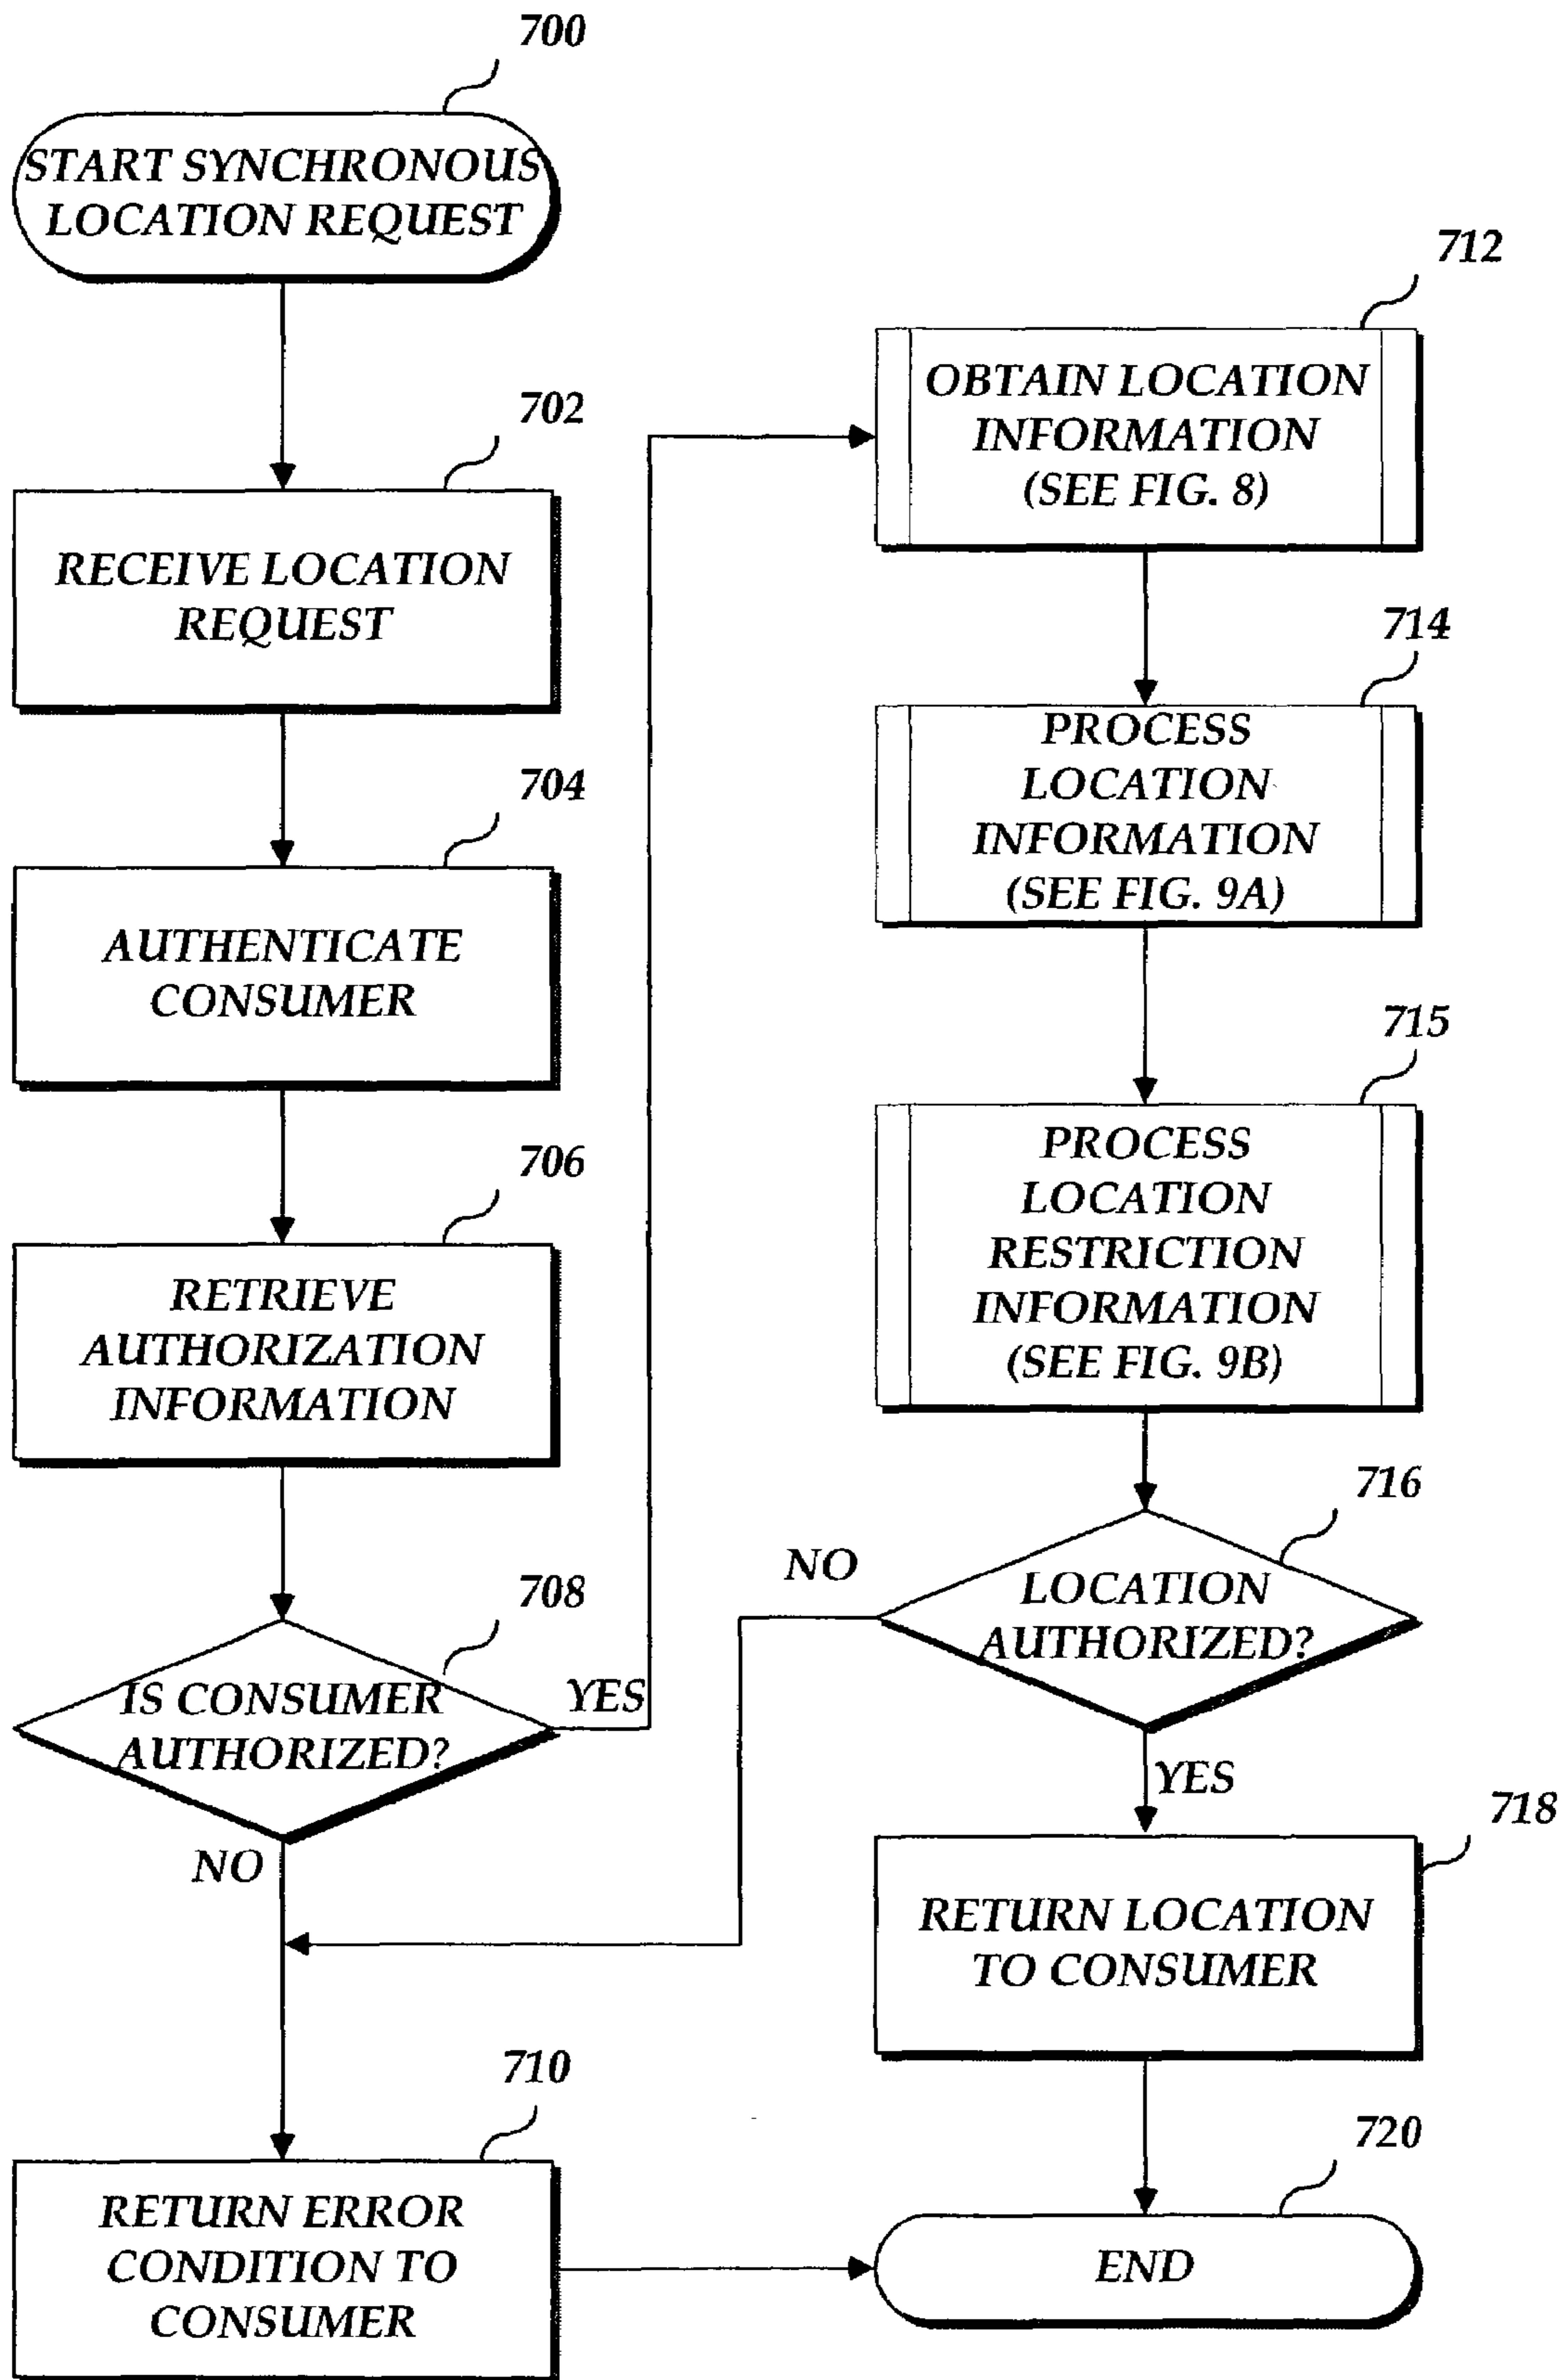 700
START SYNCHRONOUS
LOCATION REQUEST
702
RECEIVE LOCATION
REQUEST
704
AUTHENTICATE
CONSUMER
706
RETRIEVE
AUTHORIZATION
INFORMATION
708
IS CONSUMER
AUTHORIZED?
YES
NO
710
RETURN ERROR
CONDITION TO
CONSUMER
712
OBTAIN LOCATION
INFORMATION
(SEE FIG. 8)
714
PROCESS
LOCATION
INFORMATION
(SEE FIG. 9A)
715
PROCESS
LOCATION
RESTRICTION
INFORMATION
(SEE FIG. 9B)
716
LOCATION
AUTHORIZED?
NO
YES
718
RETURN LOCATION
TO CONSUMER
720
END